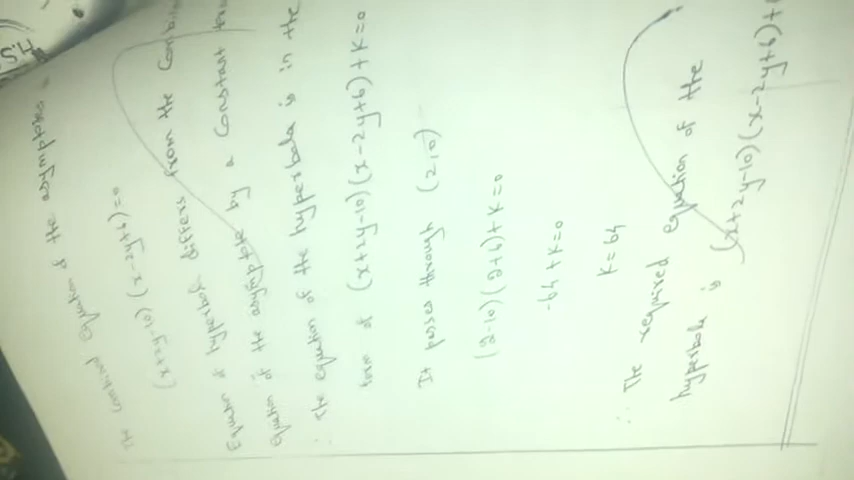 The combined equation of the asymptotes
(x+2y-10) (x-2y+6)=0
Equation of hyperbola differs from the Combi
equation of the asymptote by a constant
∴ The equation of the hyperbola is in the
form of (x+2y-10)(x-2y+6)+K=0
It passes through (2,0)
(2-10)(2+6)+K=0
-64+K=0
K=64
∴ The required equation of the
hyperbola is (x+2y-10)(x-2y+6)+